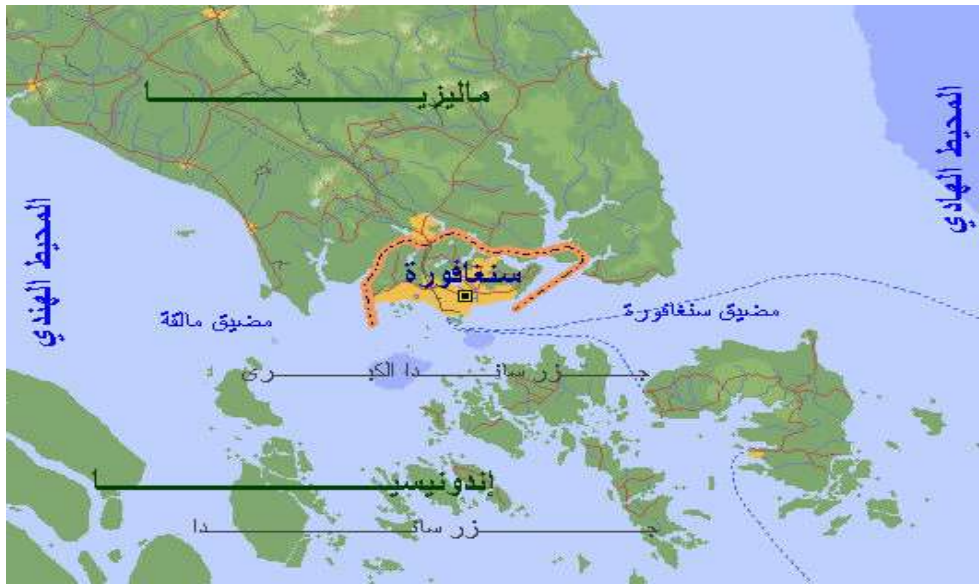 ماليزيا
المحيط الهادي
المحيط الهندي
سنغافورة
مضيق سنغافورة
مضيق مالقة
جزر ساندا الكبرى
إندونيسيا
جزر ساندا